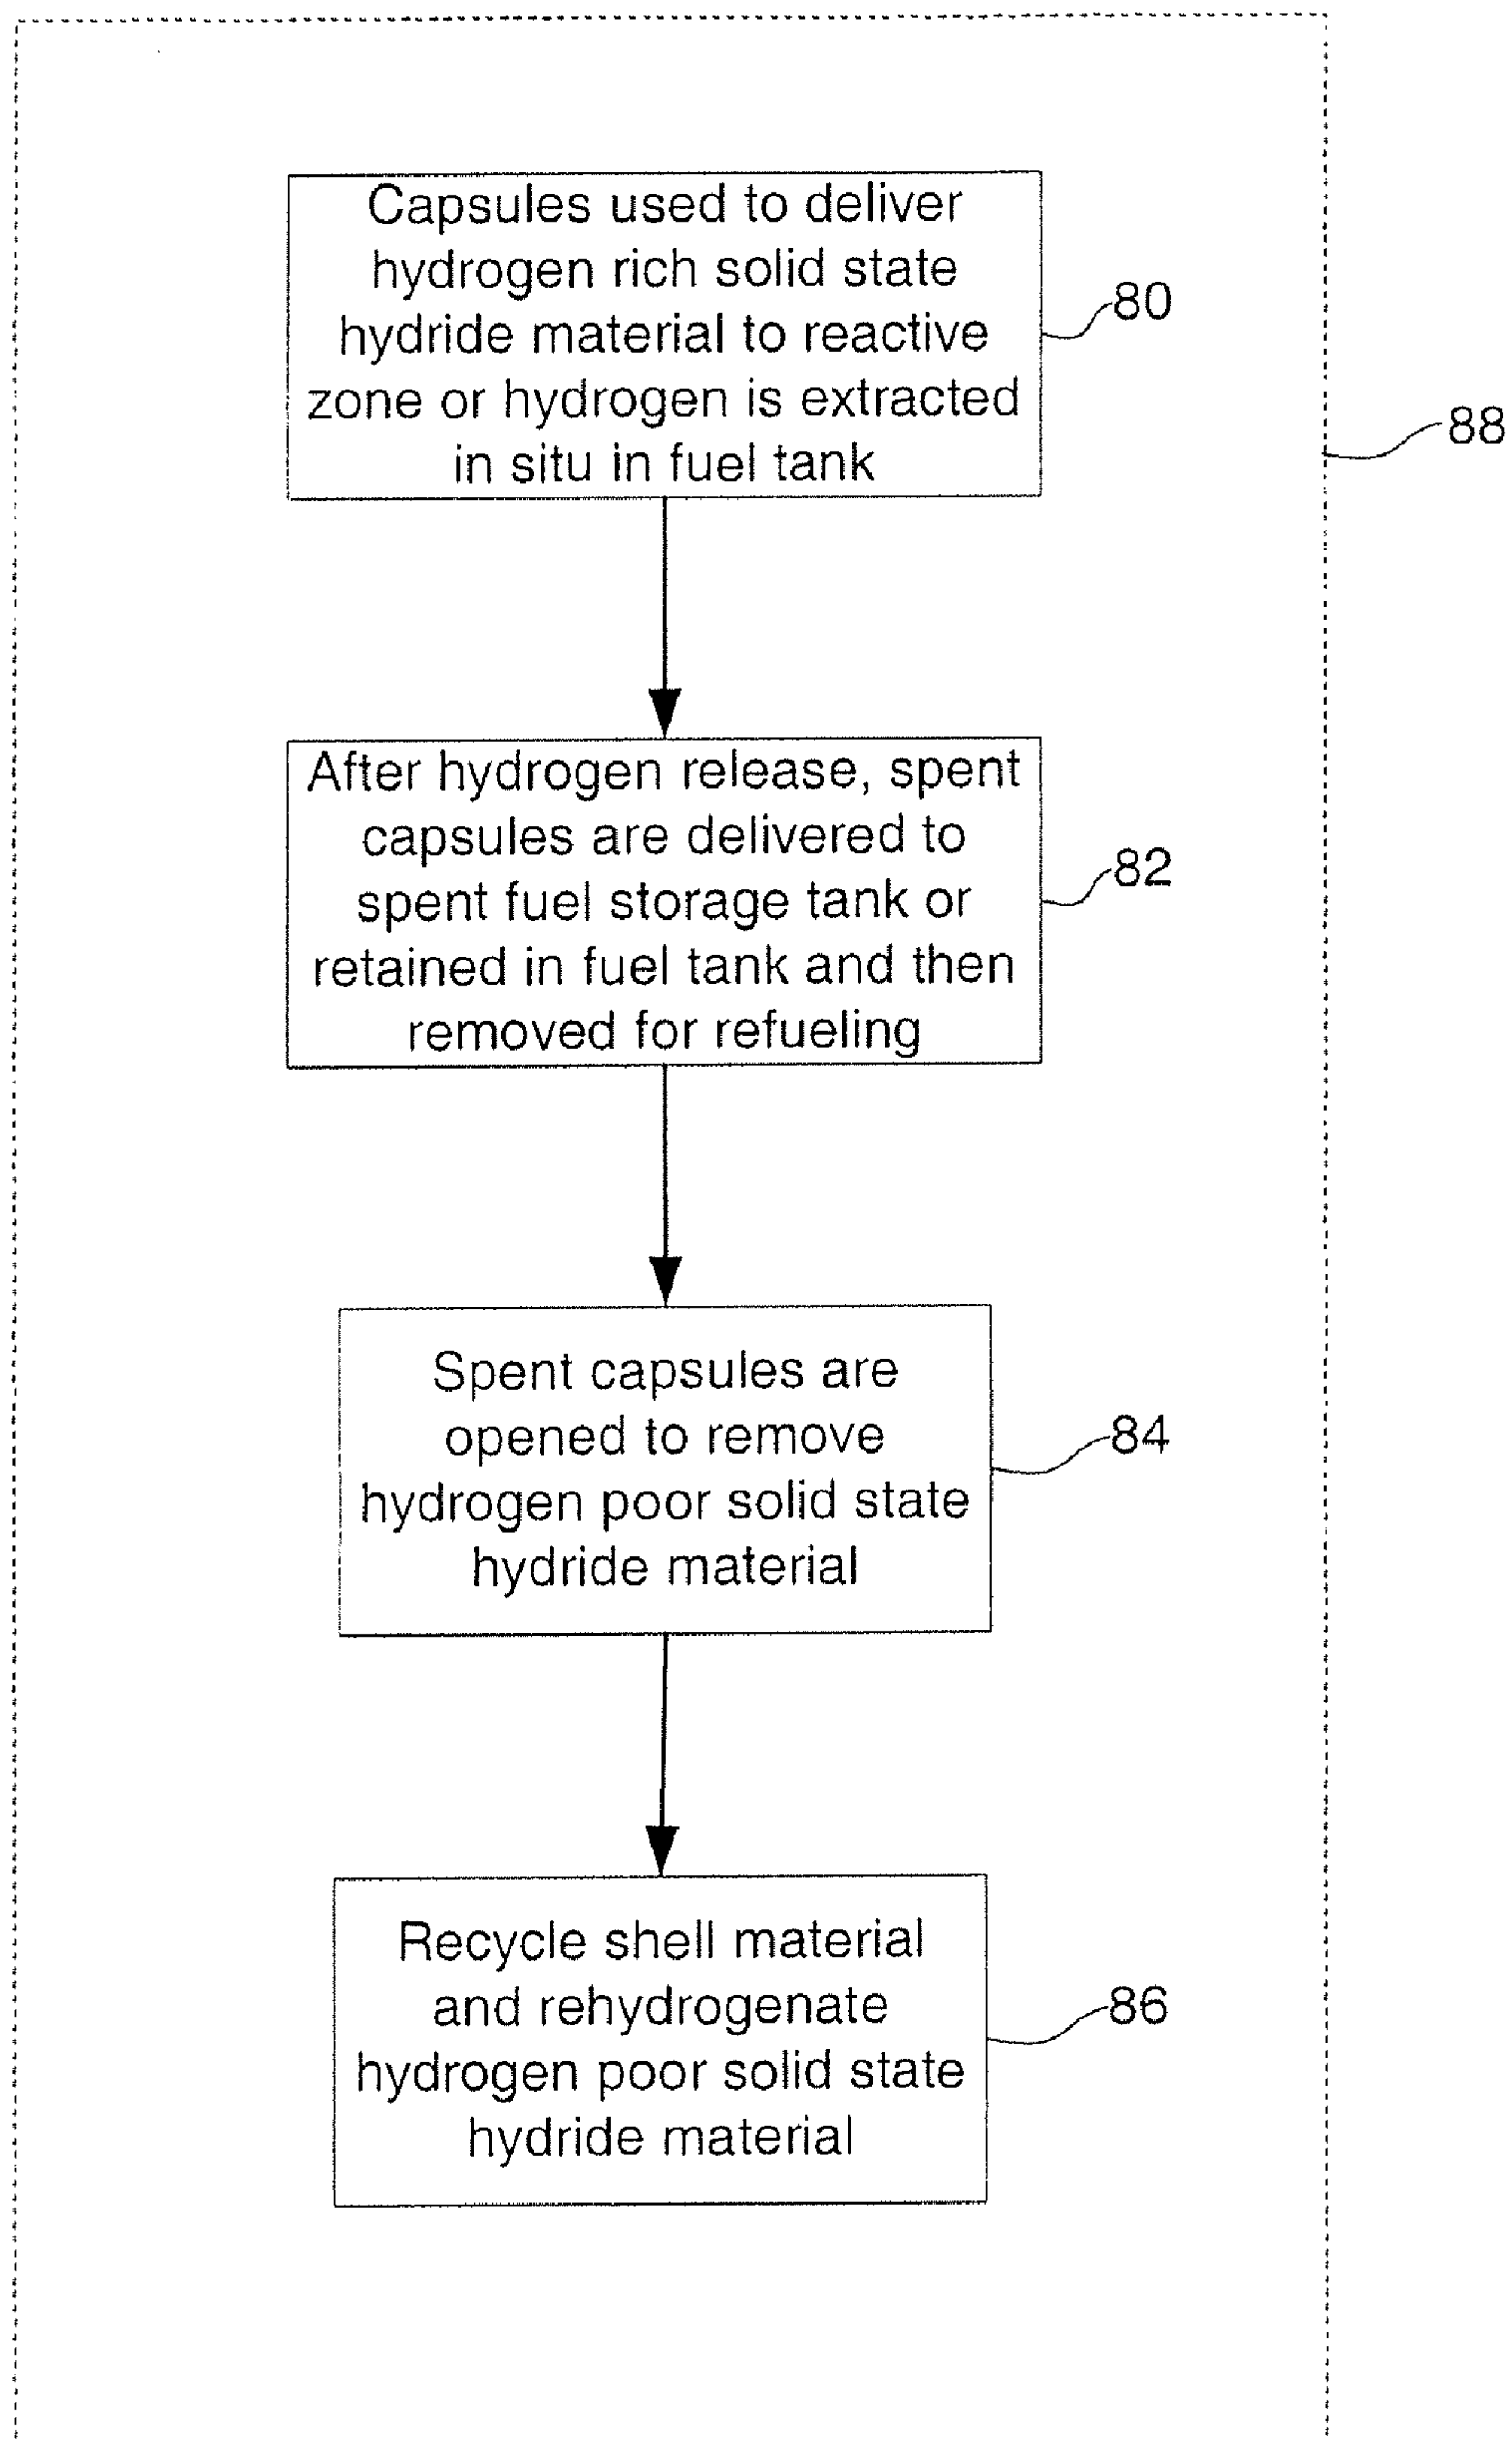 Capsules used to deliver
hydrogen rich solid state
hydride material to reactive
zone or hydrogen is extracted
in situ in fuel tank
80
88
After hydrogen release, spent
capsules are delivered to
spent fuel storage tank or
retained in fuel tank and then
removed for refueling
82
Spent capsules are
opened to remove
hydrogen poor solid state
hydride material
84
Recycle shell material
and rehydrogenate
hydrogen poor solid state
hydride material
86